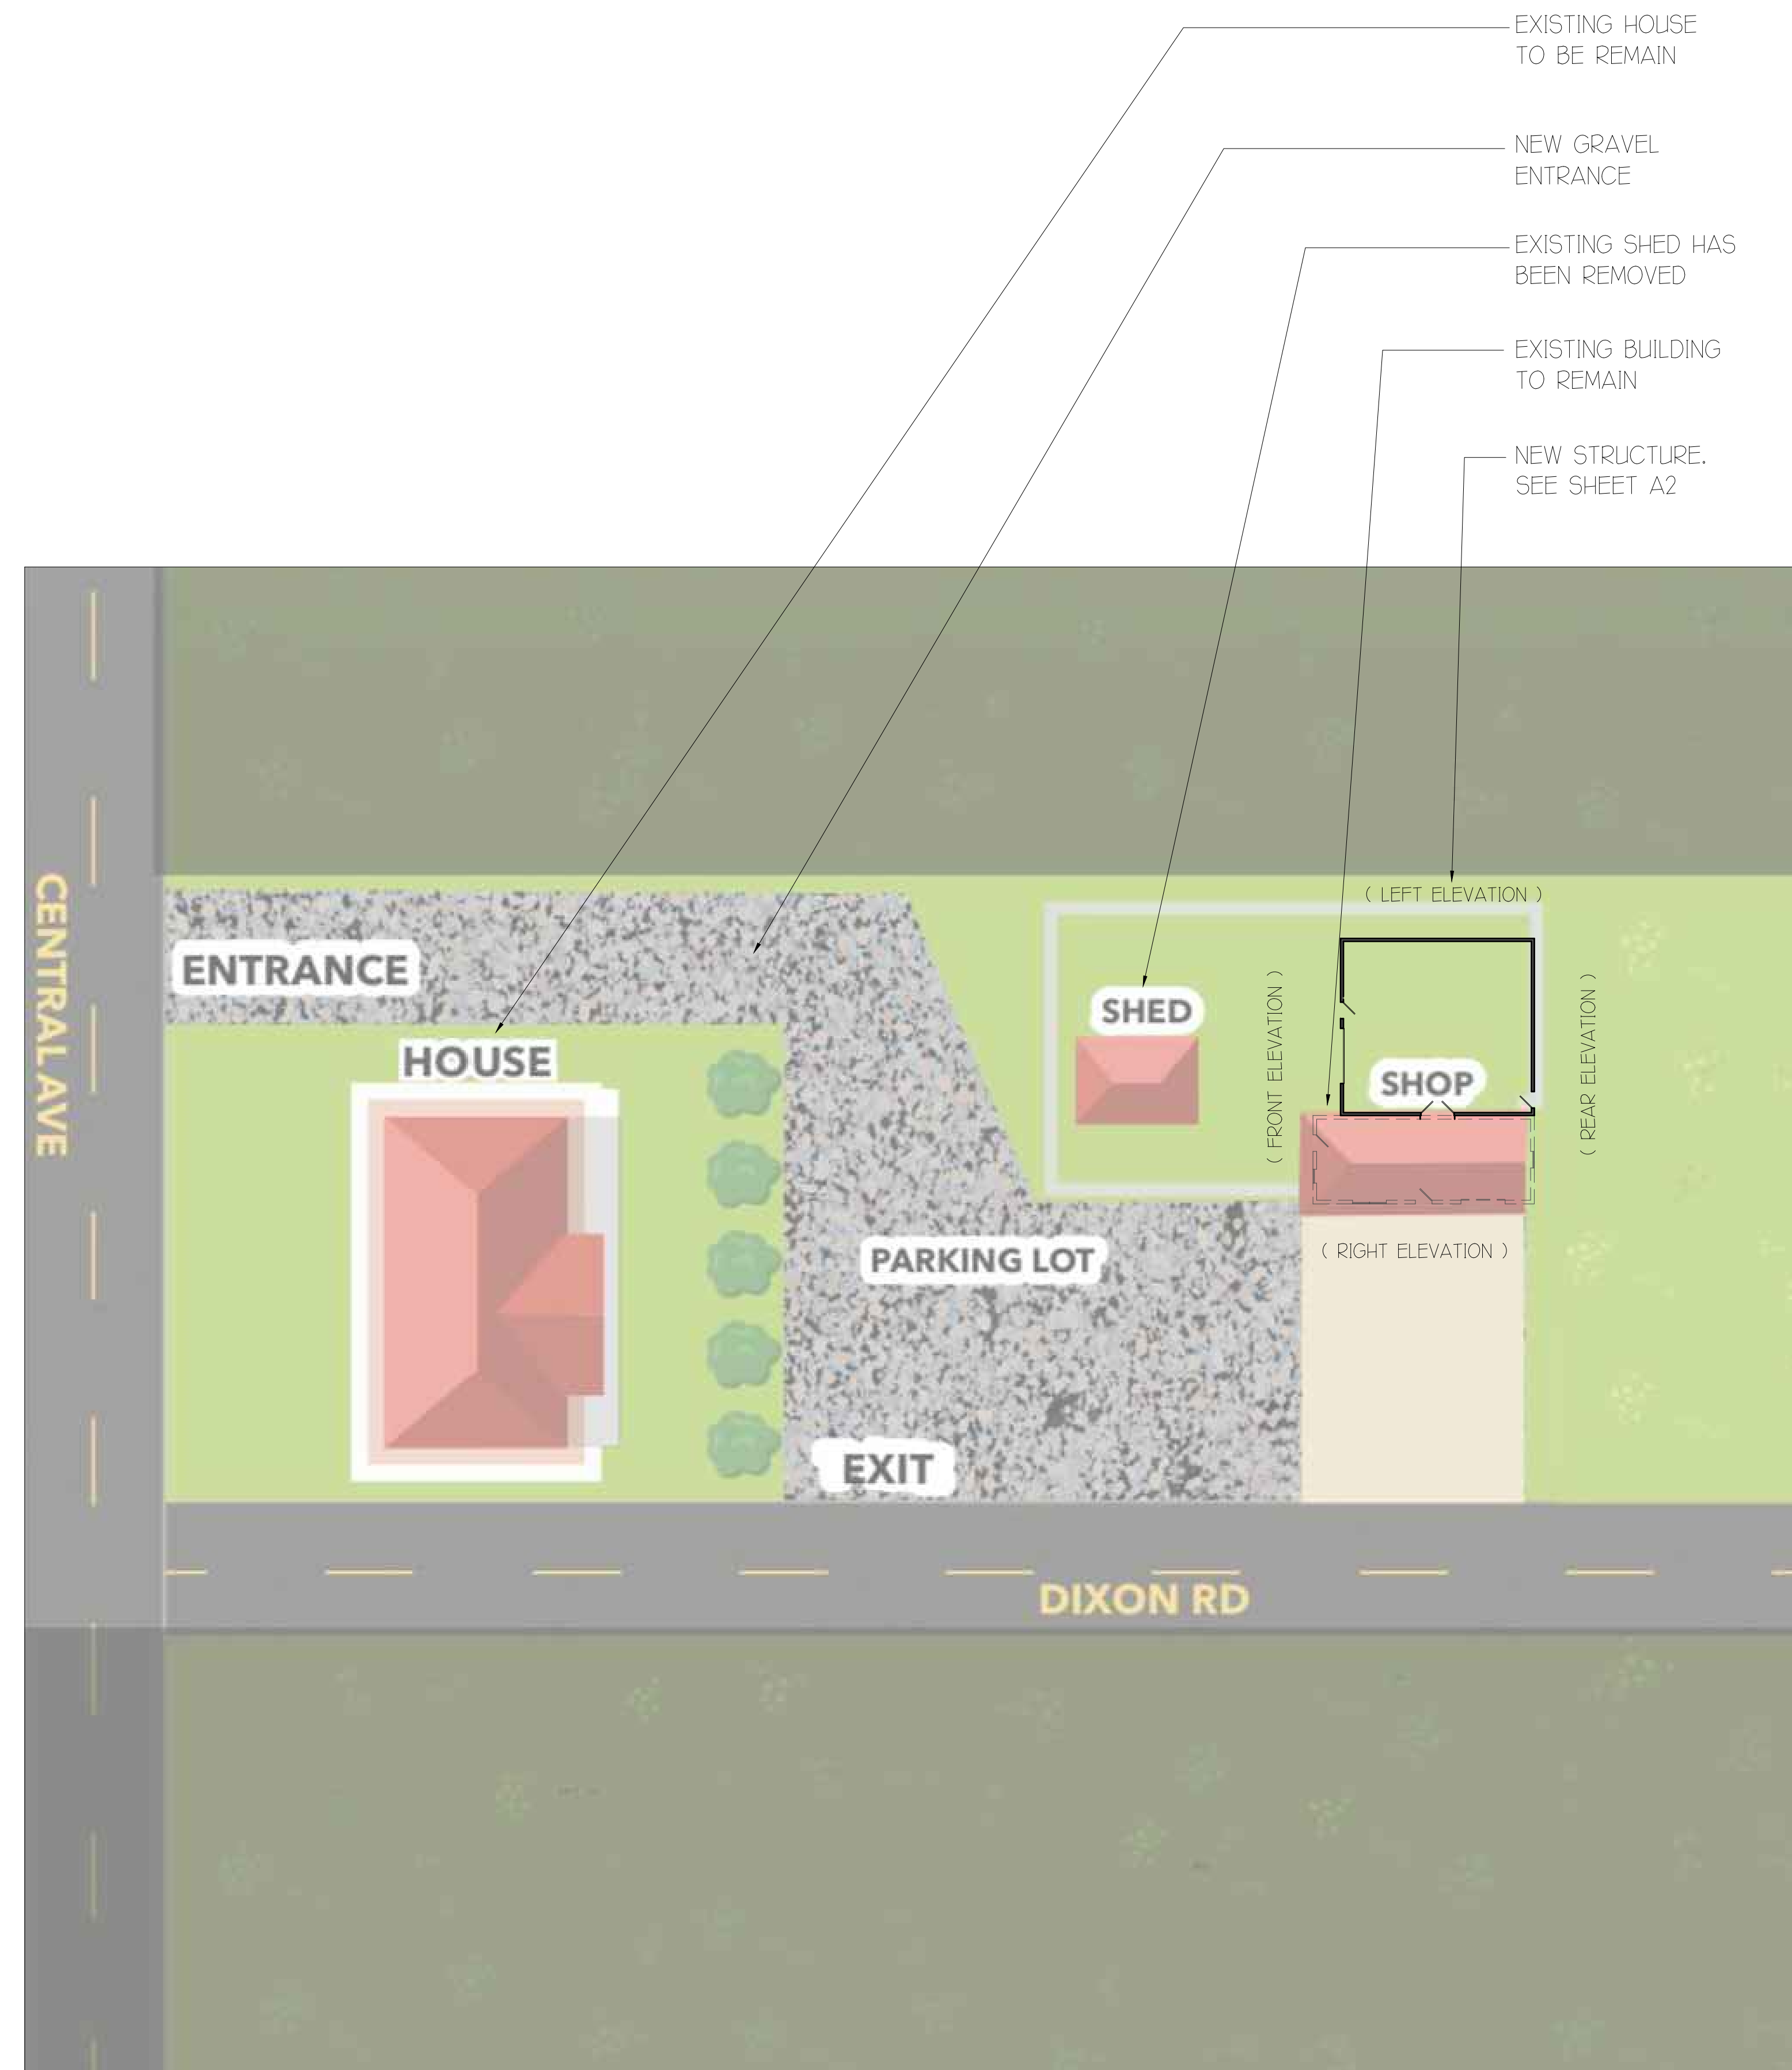 EXISTING HOUSE
TO BE REMAIN
NEW GRAVEL
ENTRANCE
EXISTING SHED HAS
BEEN REMOVED
EXISTING BUILDING
TO REMAIN
NEW STRUCTURE.
SEE SHEET A2
( LEFT ELEVATION )
CENTRAL AVE
ENTRANCE
HOUSE
SHED
( FRONT ELEVATION )
SHOP
( REAR ELEVATION )
( RIGHT ELEVATION )
PARKING LOT
EXIT
DIXON RD